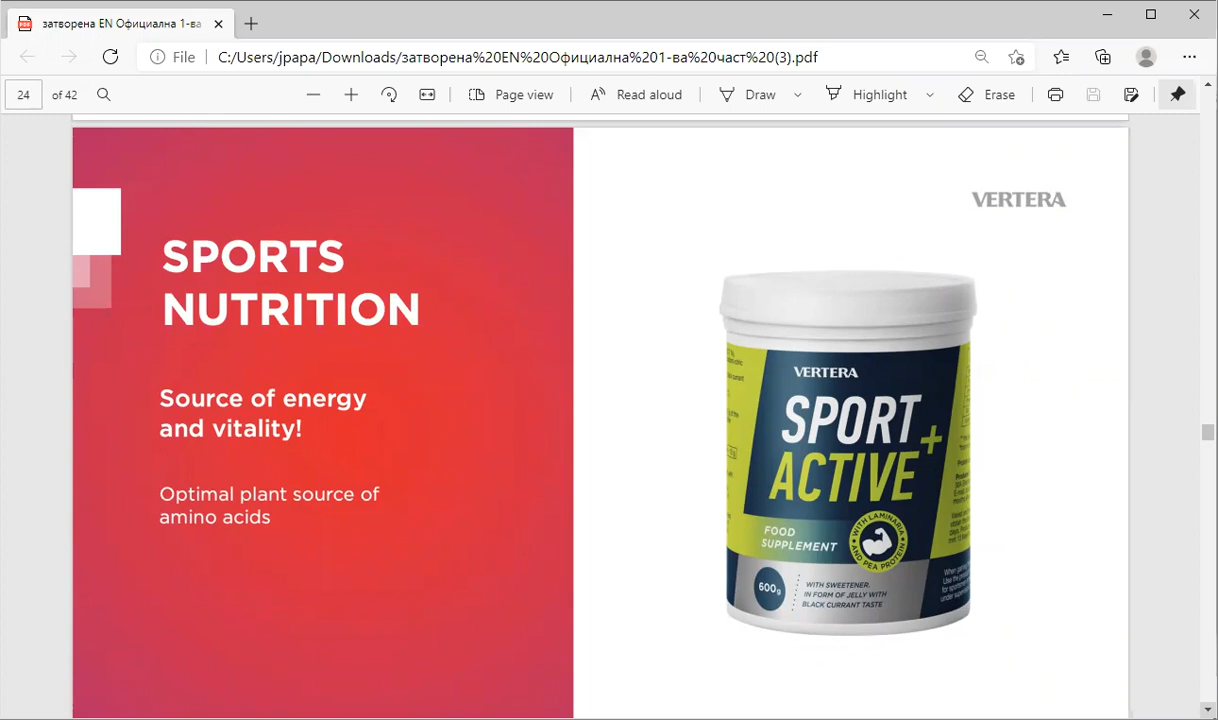 затворена EN Официална 1-ва
File
C:/Users/jpapa/Downloads/затворена%20EN%20Официална%201-ва%20част%20(3).pdf
24 of 42
Page view
Read aloud
Draw
Highlight
Erase
VERTERA
SPORTS
NUTRITION
Source of energy
and vitality!
Optimal plant source of
amino acids
VERTERA
SPORT
ACTIVE+
FOOD
SUPPLEMENT
WITH LAMINARIA
AND PEA PROTEIN
600g
WITH SWEETENER.
IN FORM OF JELLY WITH
BLACK CURRANT TASTE